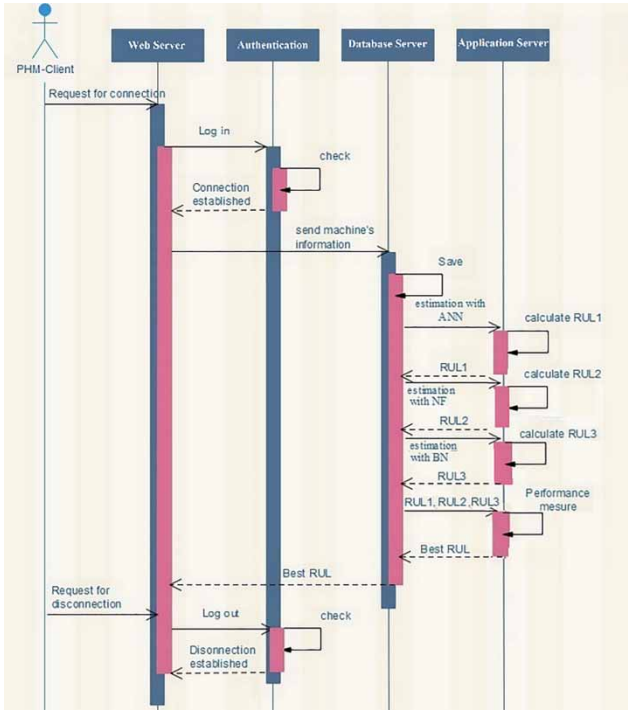 Web Server
Authentication
Database Server
Application Server
PHM-Client
Request for connection
Log in
check
Connection
established
send machine's
information
Save
estimation with
ANN
calculate RUL1
RUL1
calculate RUL2
estimation
with NF
RUL2
calculate RUL3
estimation
with BN
RUL3
RUL1, RUL2 ,RUL3
Performance
mesure
Best RUL
Best RUL
Request for
disconnection
Log out
check
Disonnection
established